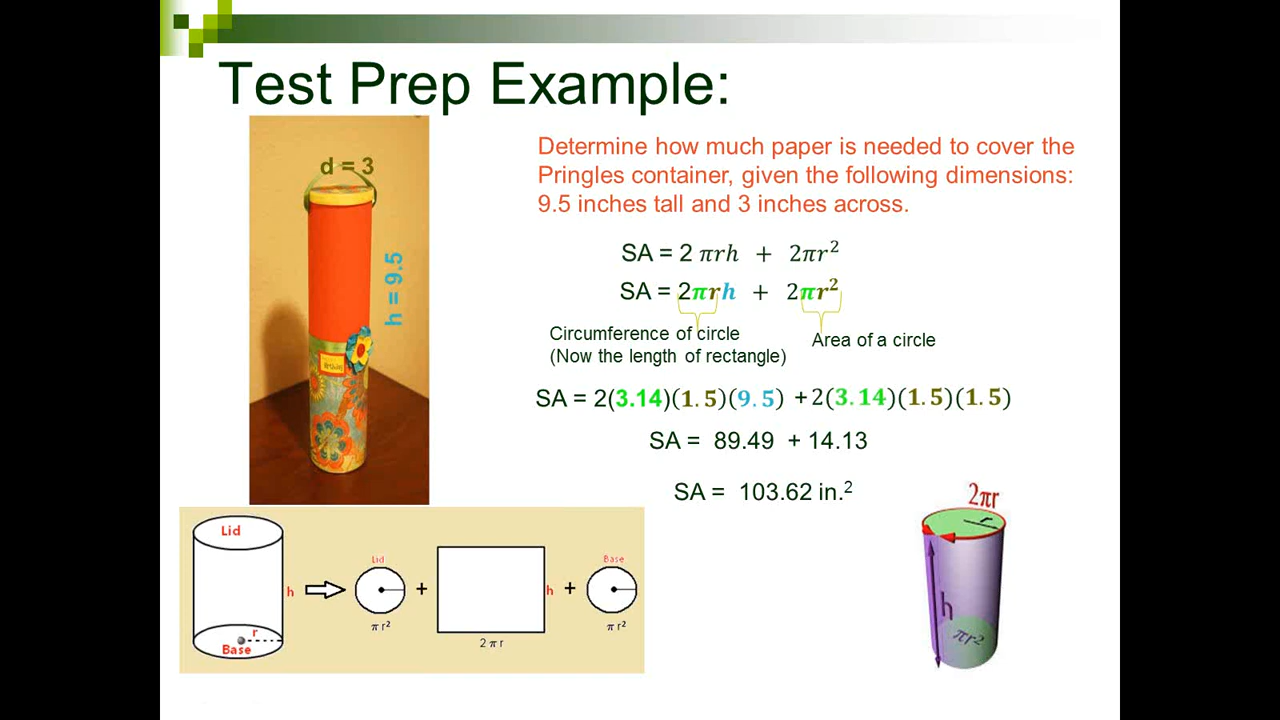 Test Prep Example:
d = 3
h = 9.5
Determine how much paper is needed to cover the
Pringles container, given the following dimensions:
9.5 inches tall and 3 inches across.
SA = 2 𝜋𝑟ℎ + 2𝜋𝑟²
SA = 2𝝅𝒓𝒉 + 2𝝅𝒓²
Circumference of circle
(Now the length of rectangle)
Area of a circle
SA = 2(3.14)(1.5)(9.5) +2(3.14)(1.5)(1.5)
SA = 89.49 + 14.13
SA = 103.62 in.²
Lid
h
r
Base
Lid
π r²
+
2 π r
h
+
Base
π r²
2πr
r
h
πr²